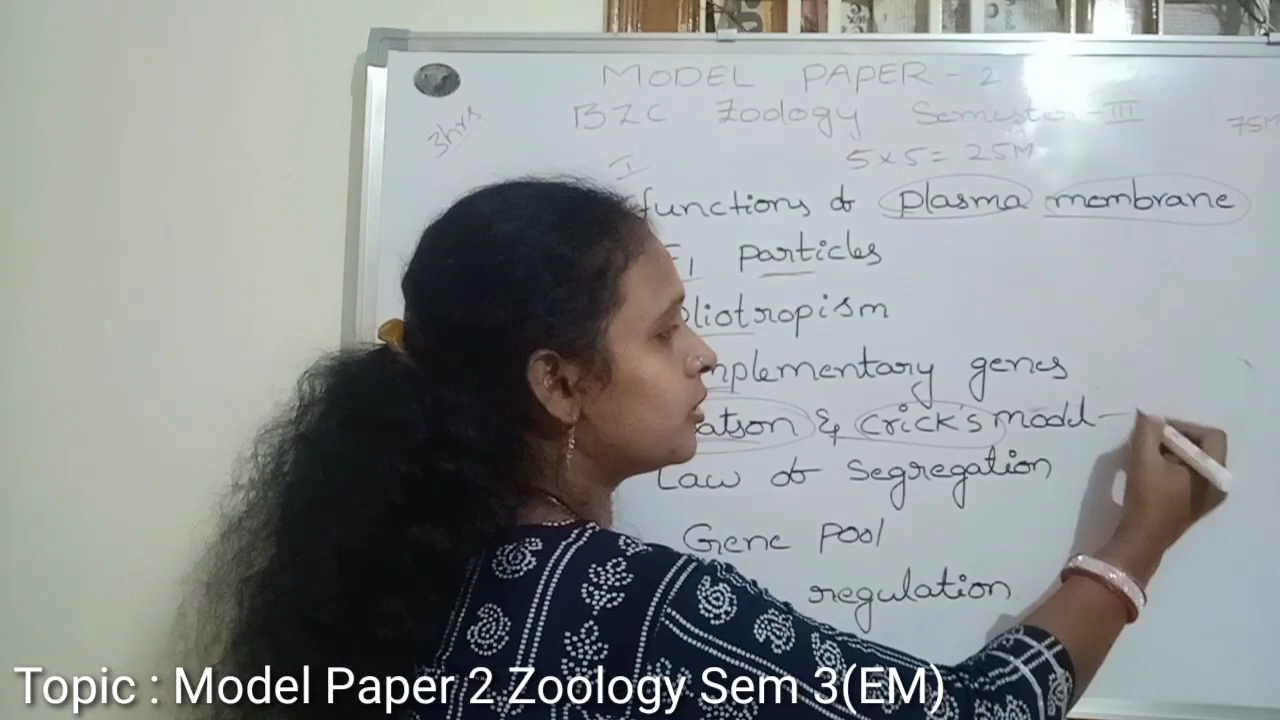 MODEL PAPER - 2
BZC Zoology Semester-III
3hrs
75M
I
5x5= 25M
functions of plasma membrane
F1 particles
liotropism
mplementary genes
atson & crick's model-
Law of segregation
Gene pool
regulation
Topic : Model Paper 2 Zoology Sem 3(EM)